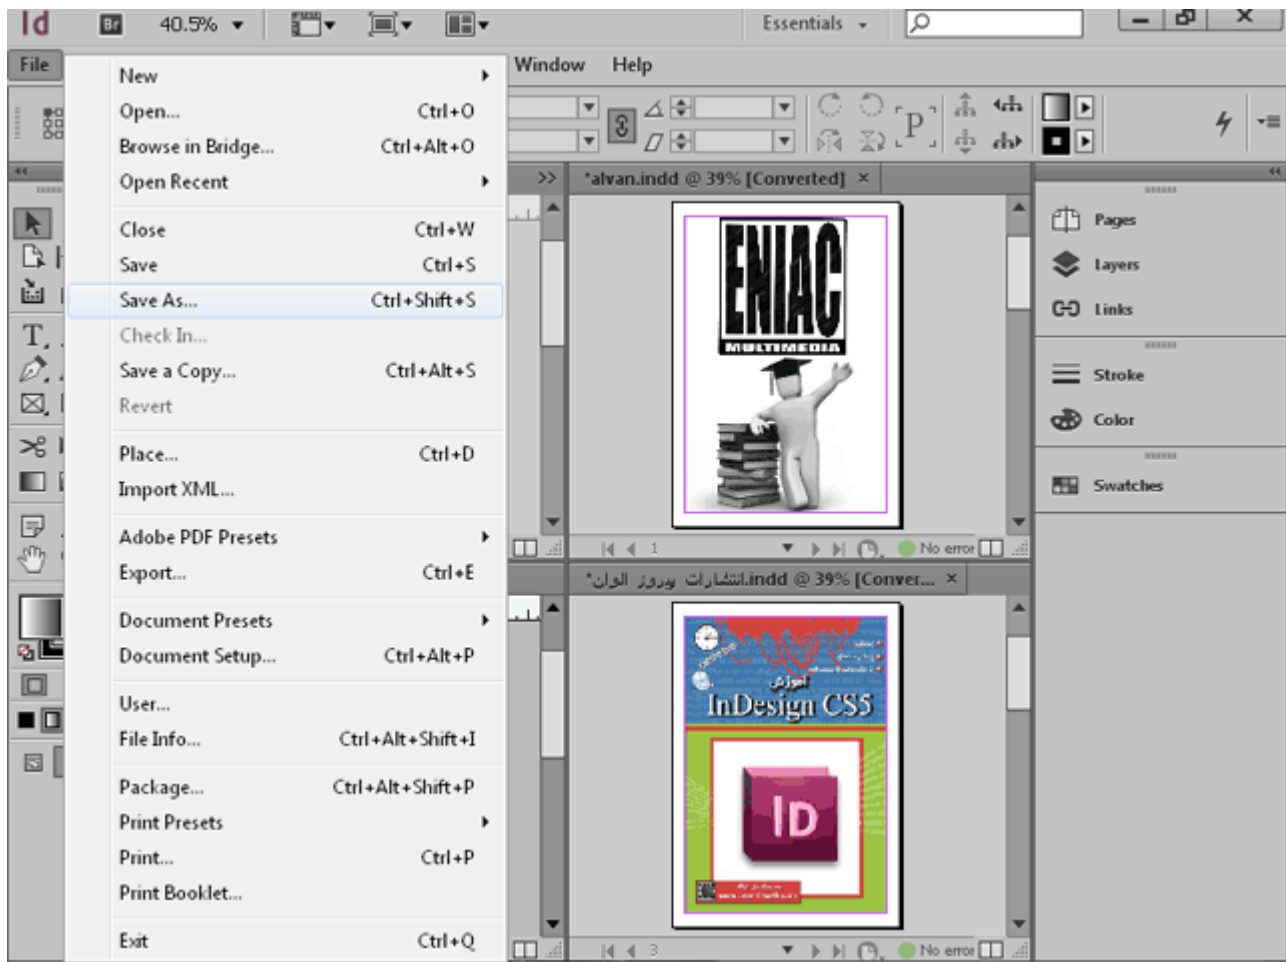 Id Br 40.5% Essentials
File Window Help
New
Open... Ctrl+O
Browse in Bridge... Ctrl+Alt+O
Open Recent
Close Ctrl+W
Save Ctrl+S
Save As... Ctrl+Shift+S
Check In...
Save a Copy... Ctrl+Alt+S
Revert
Place... Ctrl+D
Import XML...
Adobe PDF Presets
Export... Ctrl+E
Document Presets
Document Setup... Ctrl+Alt+P
User...
File Info... Ctrl+Alt+Shift+I
Package... Ctrl+Alt+Shift+P
Print Presets
Print... Ctrl+P
Print Booklet...
Exit Ctrl+Q
*alvan.indd @ 39% [Converted] ×
ENIAC
MULTIMEDIA
1 No error
*انتشارات پیروز الوان.indd @ 39% [Conver... ×
آموزش
InDesign CS5
ID
3 No error
Pages
Layers
Links
Stroke
Color
Swatches